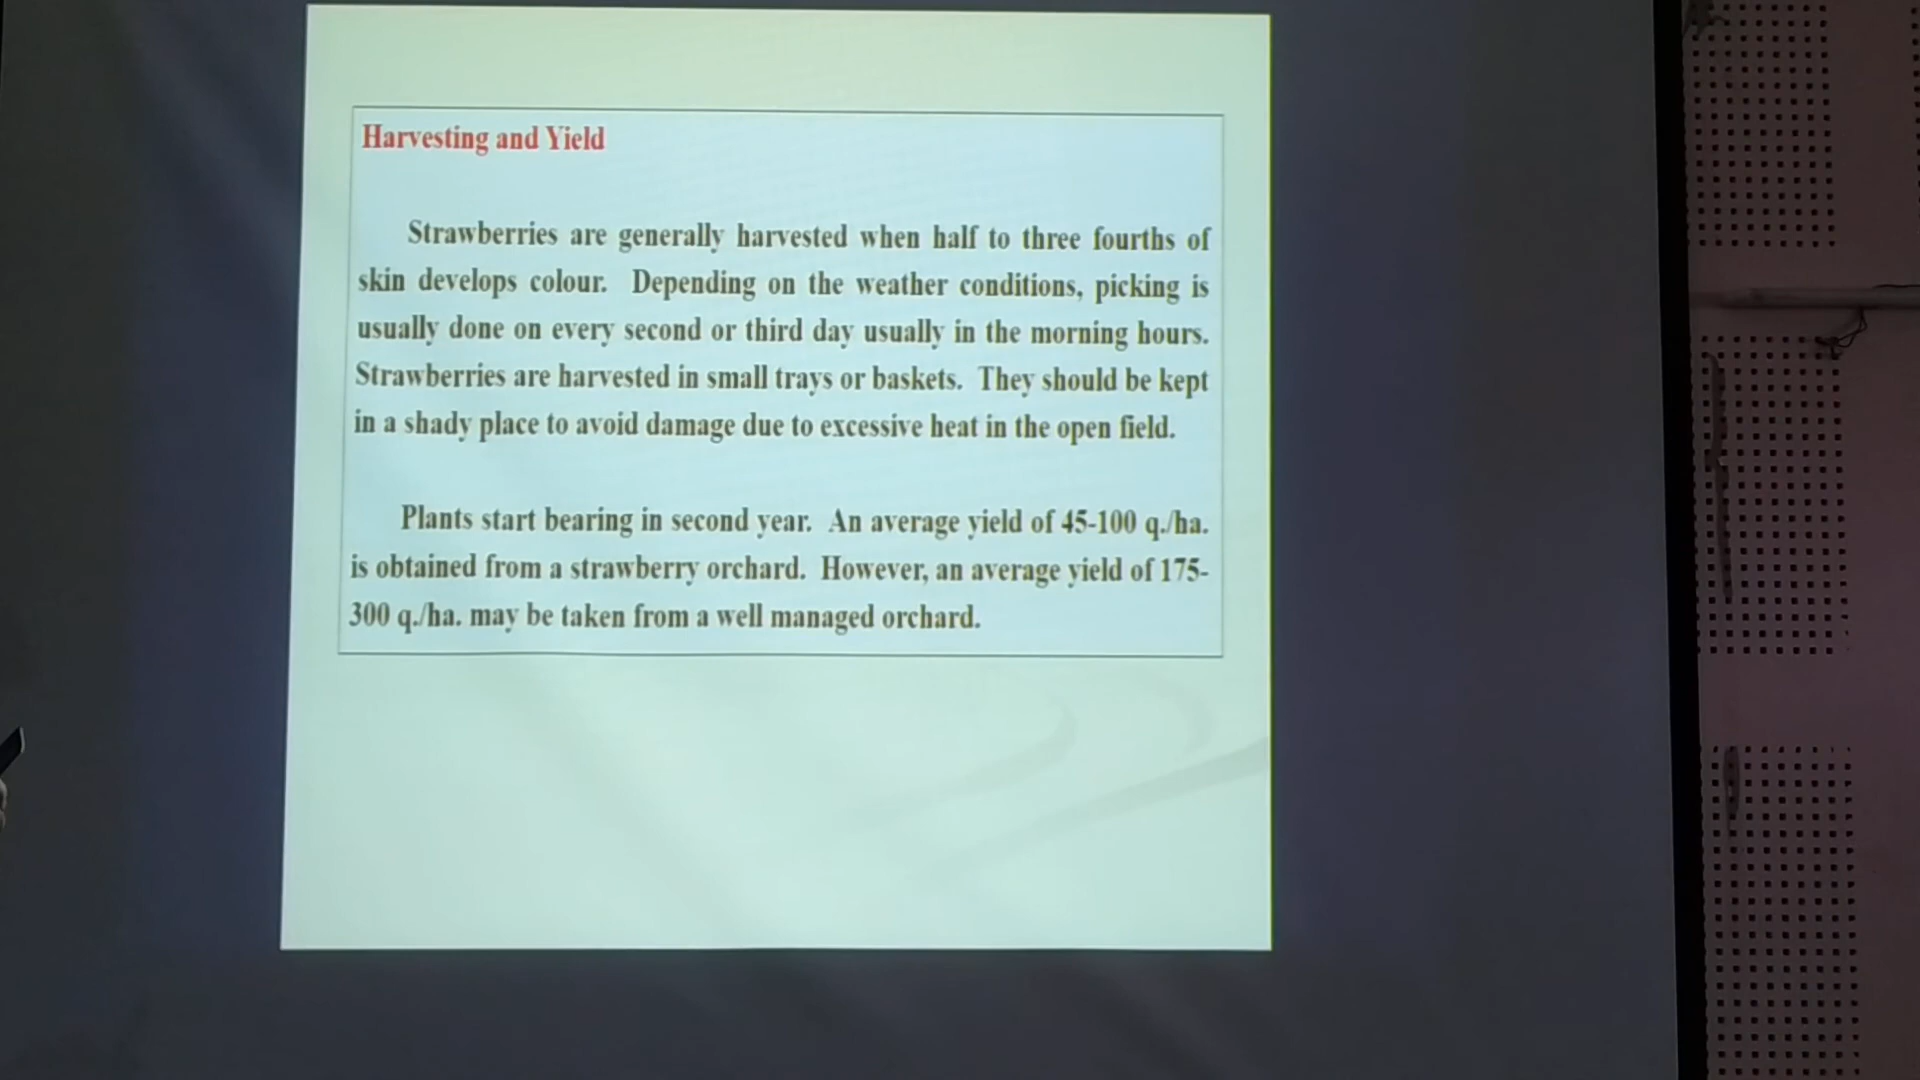 Harvesting and Yield
Strawberries are generally harvested when half to three fourths of
skin develops colour. Depending on the weather conditions, picking is
usually done on every second or third day usually in the morning hours.
Strawberries are harvested in small trays or baskets. They should be kept
in a shady place to avoid damage due to excessive heat in the open field.
Plants start bearing in second year. An average yield of 45-100 q./ha.
is obtained from a strawberry orchard. However, an average yield of 175-
300 q./ha. may be taken from a well managed orchard.